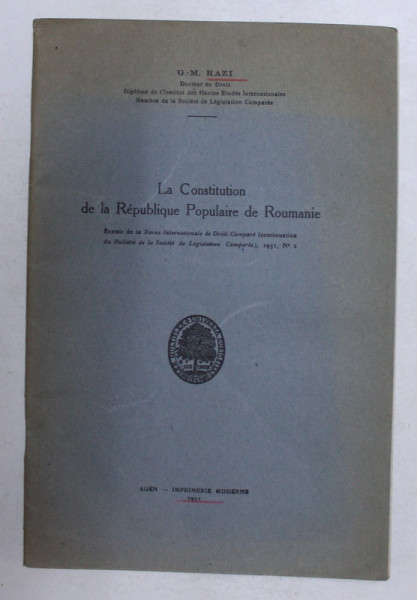 G.-M. RAZI
Docteur en Droit
Diplômé de l'Institut des Hautes Etudes Internationales
Membre de la Société de Législation Comparée
La Constitution
de la République Populaire de Roumanie
Extrait de la Revue Internationale de Droit Comparé (continuation
du Bulletin de la Société de Législation Comparée), 1951, N° 2
AGEN — IMPRIMERIE MODERNE
1951